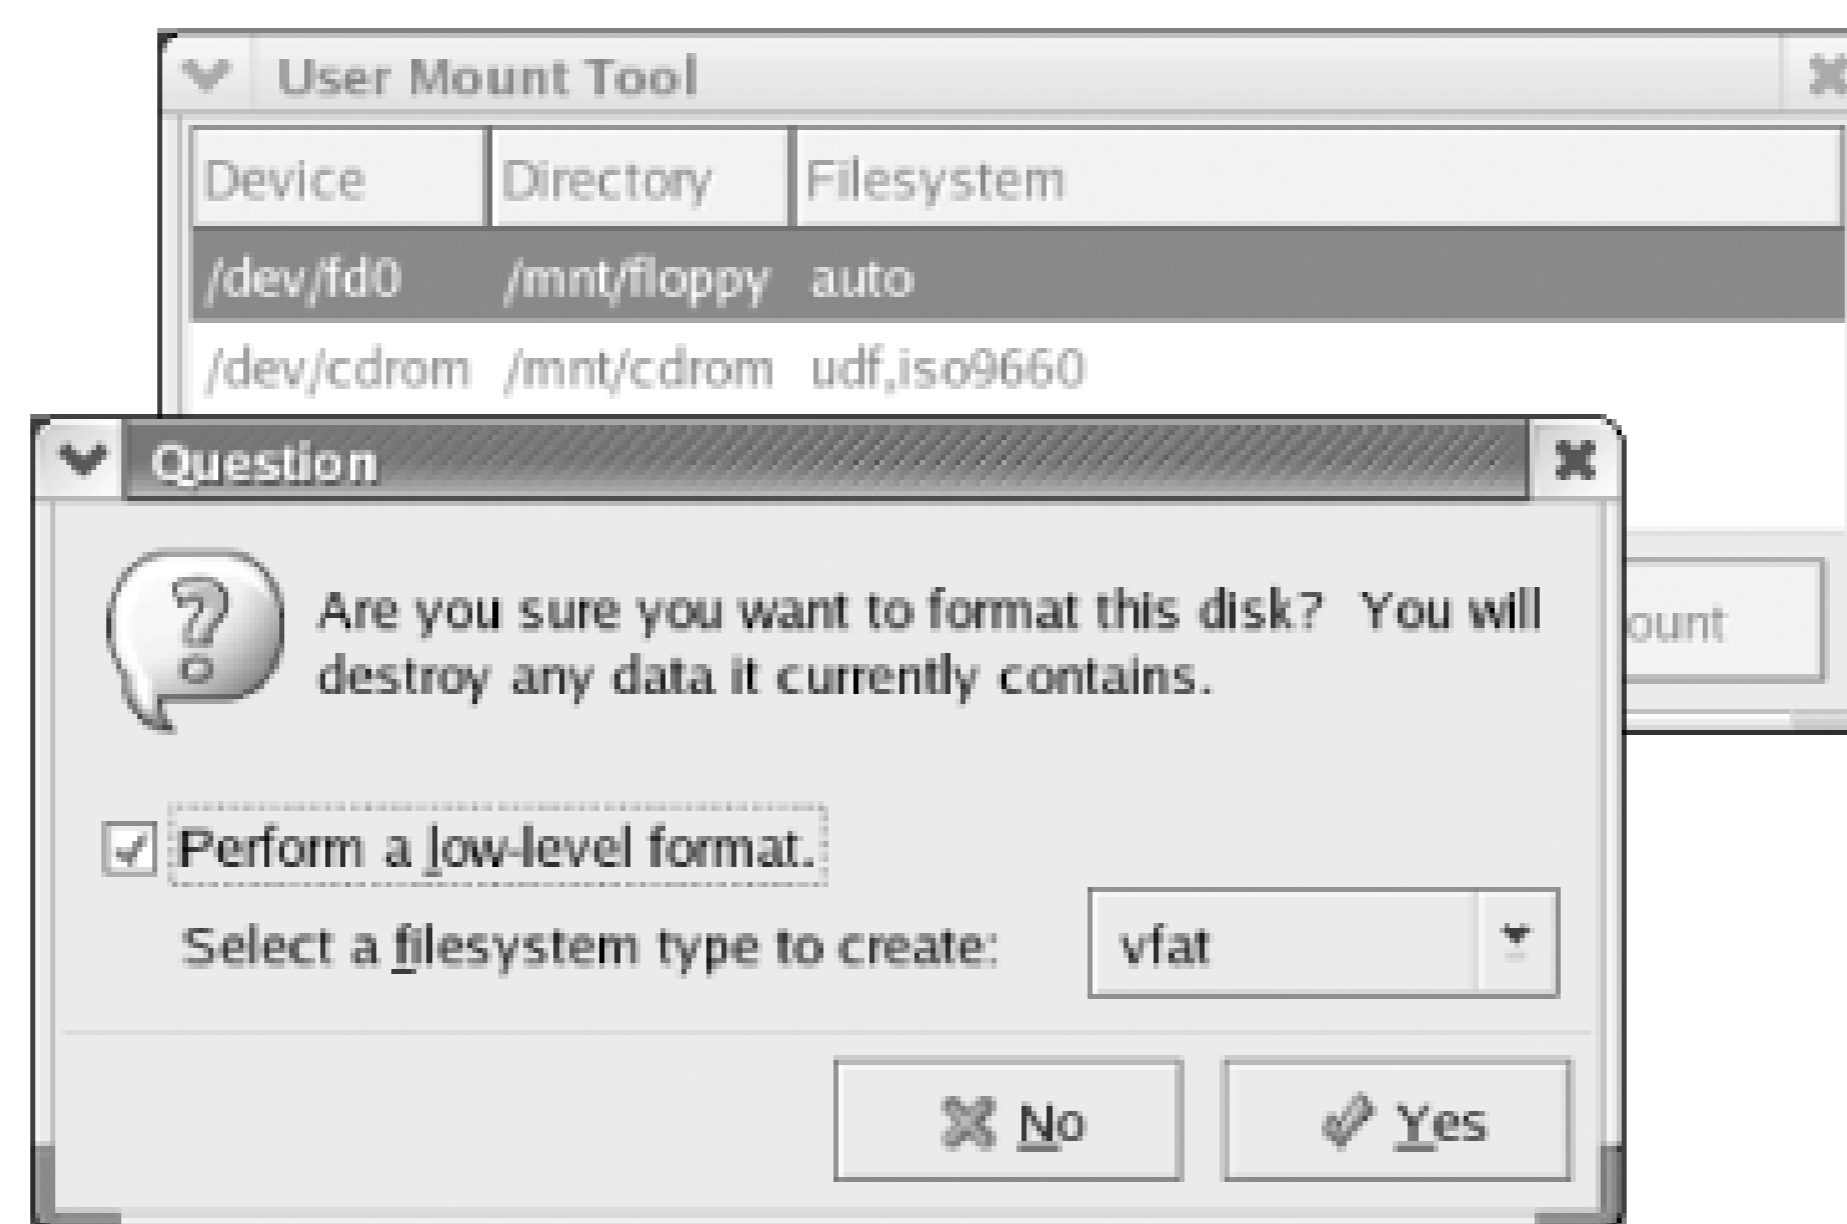 User Mount Tool
Device Directory Filesystem
/dev/fd0 /mnt/floppy auto
/dev/cdrom /mnt/cdrom udf,iso9660
Question
Are you sure you want to format this disk? You will
destroy any data it currently contains.
ount
Perform a low-level format.
Select a filesystem type to create: vfat
No Yes